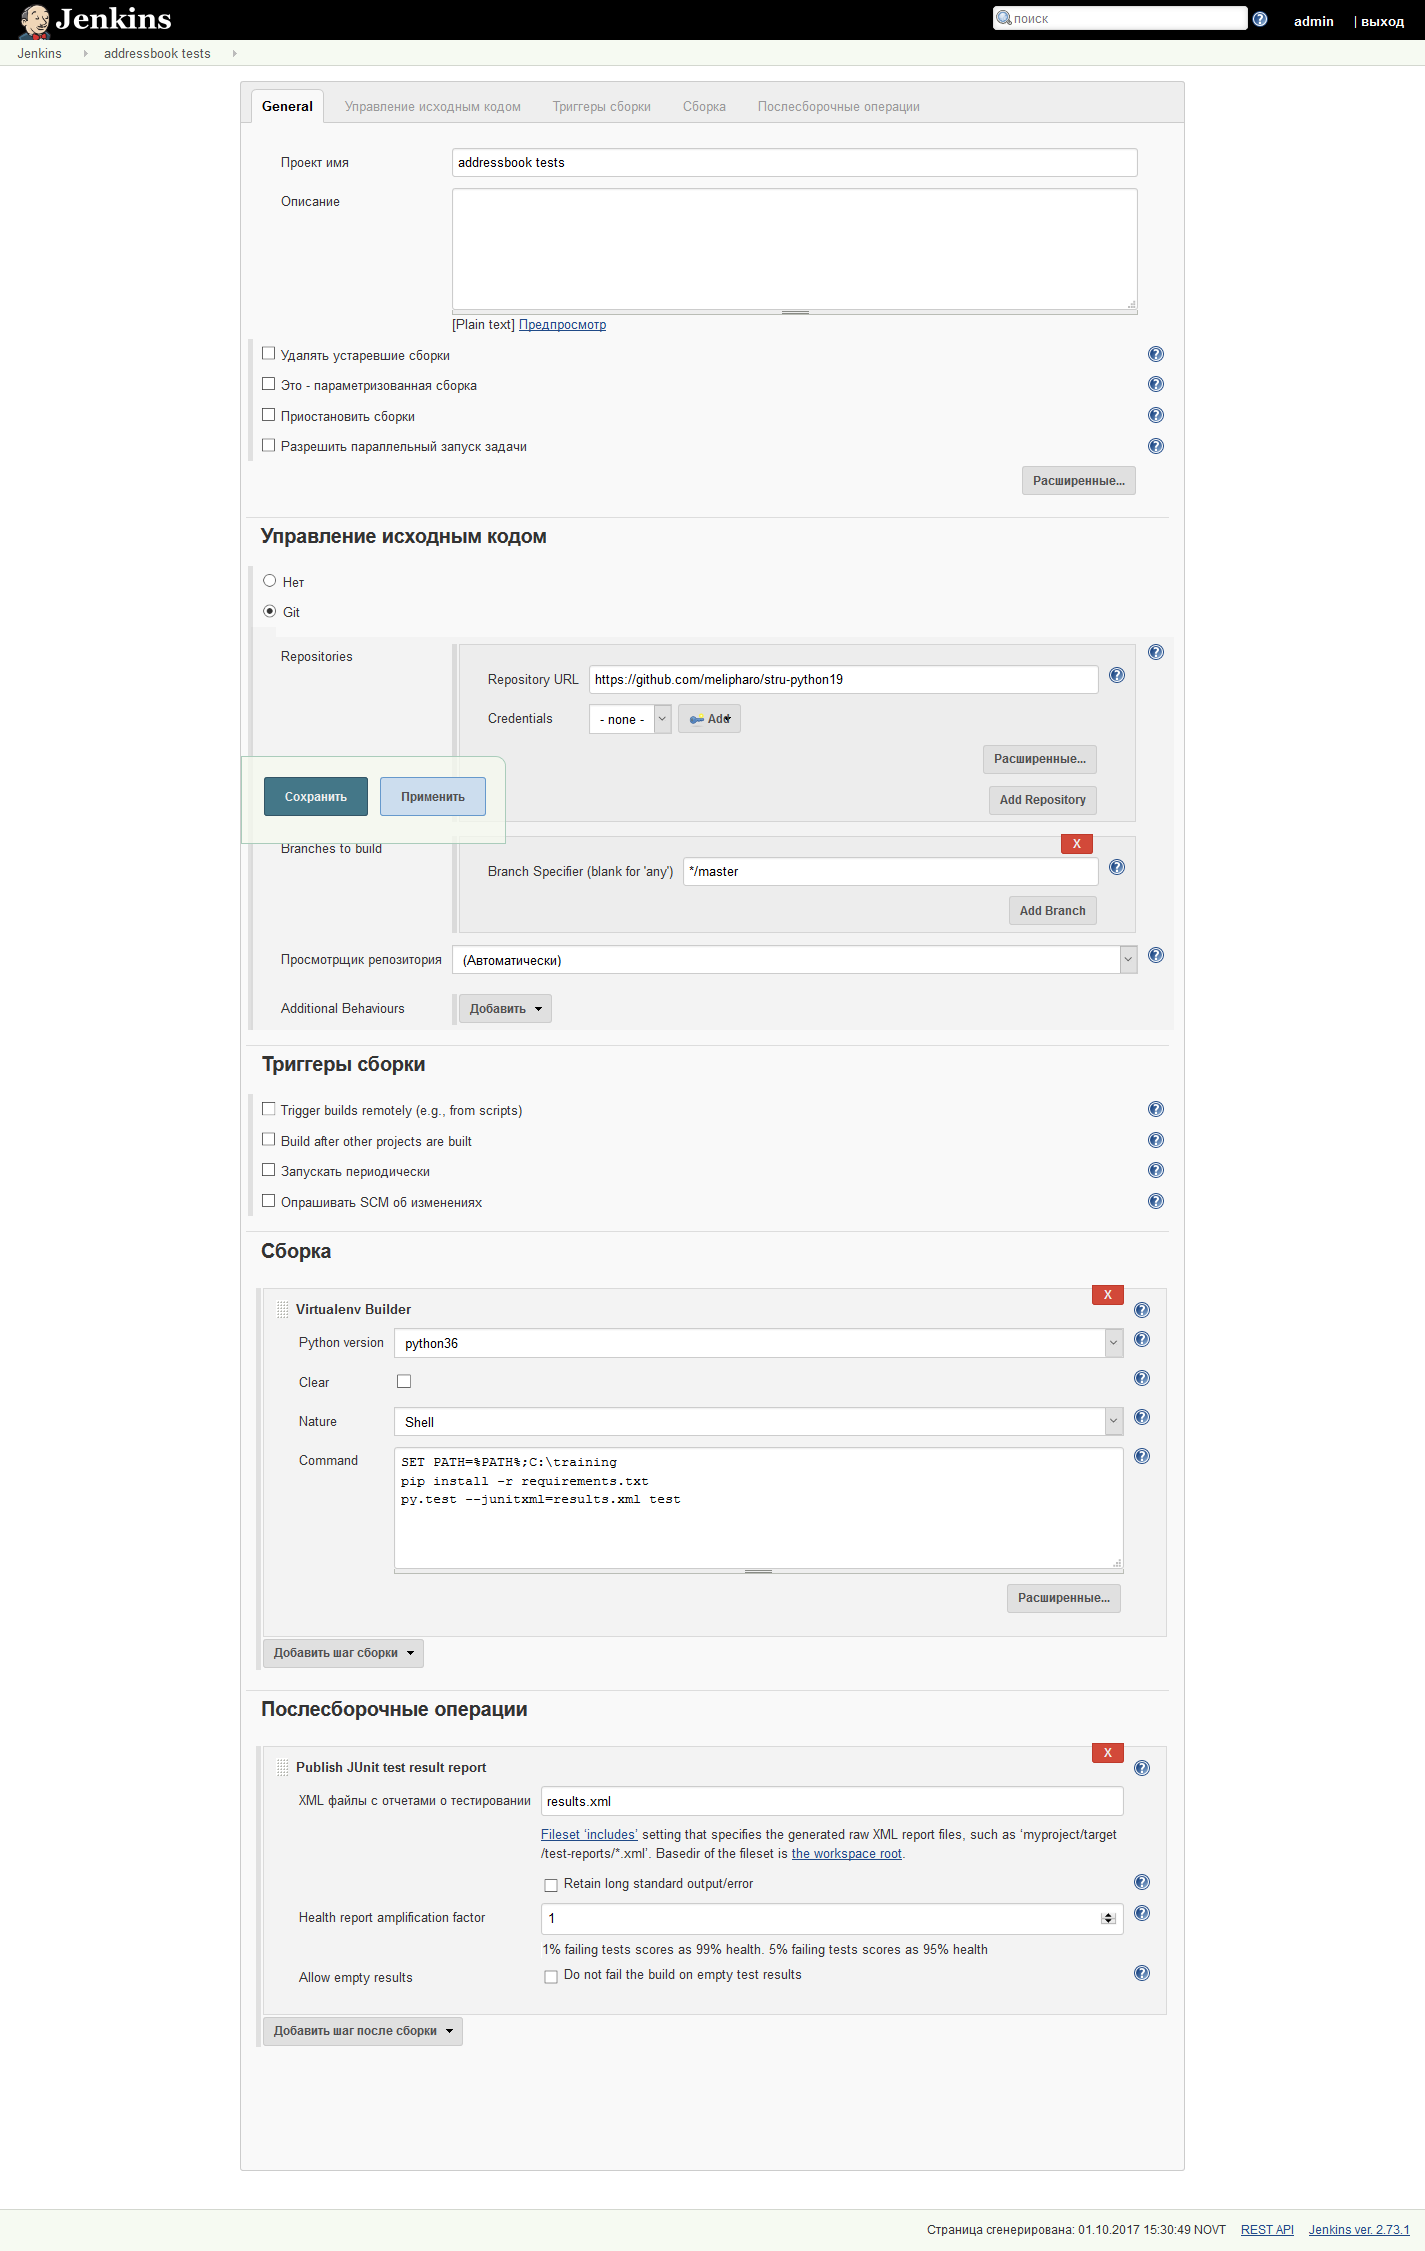 Jenkins
поиск
admin
| выход
Jenkins
addressbook tests
General
Управление исходным кодом
Триггеры сборки
Сборка
Послесборочные операции
Проект имя
addressbook tests
Описание
[Plain text] Предпросмотр
Удалять устаревшие сборки
Это - параметризованная сборка
Приостановить сборки
Разрешить параллельный запуск задачи
Расширенные...
Управление исходным кодом
Нет
Git
Repositories
Repository URL
https://github.com/melipharo/stru-python19
Credentials
- none -
Add
Расширенные...
Сохранить
Применить
Add Repository
X
Branches to build
Branch Specifier (blank for 'any')
*/master
Add Branch
Просмотрщик репозитория
(Автоматически)
Additional Behaviours
Добавить
Триггеры сборки
Trigger builds remotely (e.g., from scripts)
Build after other projects are built
Запускать периодически
Опрашивать SCM об изменениях
Сборка
X
Virtualenv Builder
Python version
python36
Clear
Nature
Shell
Command
SET PATH=%PATH%;C:\training
pip install -r requirements.txt
py.test --junitxml=results.xml test
Расширенные...
Добавить шаг сборки
Послесборочные операции
X
Publish JUnit test result report
XML файлы с отчетами о тестировании
results.xml
Fileset ‘includes’ setting that specifies the generated raw XML report files, such as ‘myproject/target
/test-reports/*.xml’. Basedir of the fileset is the workspace root.
Retain long standard output/error
Health report amplification factor
1
1% failing tests scores as 99% health. 5% failing tests scores as 95% health
Allow empty results
Do not fail the build on empty test results
Добавить шаг после сборки
Страница сгенерирована: 01.10.2017 15:30:49 NOVT
REST API
Jenkins ver. 2.73.1